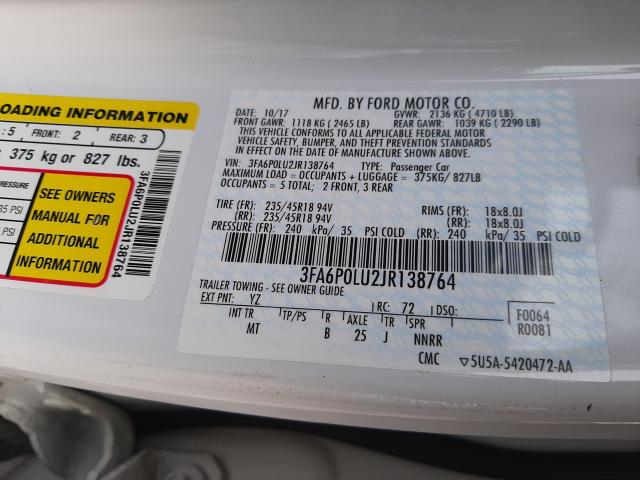 LOADING INFORMATION
: 5 FRONT: 2 REAR: 3
375 kg or 827 lbs.
PRESSURE
35 PSI
PSI
SEE OWNERS
MANUAL FOR
ADDITIONAL
INFORMATION
3FA6P0LU2JR138764
MFD. BY FORD MOTOR CO.
DATE: 10/17 GVWR: 2136 KG (4710 LB)
FRONT GAWR: 1118 KG (2465 LB) REAR GAWR: 1039 KG (2290 LB)
THIS VEHICLE CONFORMS TO ALL APPLICABLE FEDERAL MOTOR
VEHICLE SAFETY, BUMPER, AND THEFT PREVENTION STANDARDS
IN EFFECT ON THE DATE OF MANUFACTURE SHOWN ABOVE.
VIN: 3FA6P0LU2JR138764 TYPE: Passenger Car
MAXIMUM LOAD = OCCUPANTS + LUGGAGE = 375KG/ 827LB
OCCUPANTS = 5 TOTAL; 2 FRONT, 3 REAR
TIRE (FR): 235/45R18 94V RIMS (FR): 18x8.0J
(RR): 235/45R18 94V (RR): 18x8.0J
PRESSURE (FR): 240 kPa/ 35 PSI COLD (RR): 240 kPa/ 35 PSI COLD
3FA6P0LU2JR138764
TRAILER TOWING - SEE OWNER GUIDE
EXT PNT: YZ RC: 72 DSO: F0064
INT TR TP/PS R AXLE TR SPR R0081
MT B 25 J NNRR
CMC ▽5U5A-5420472-AA